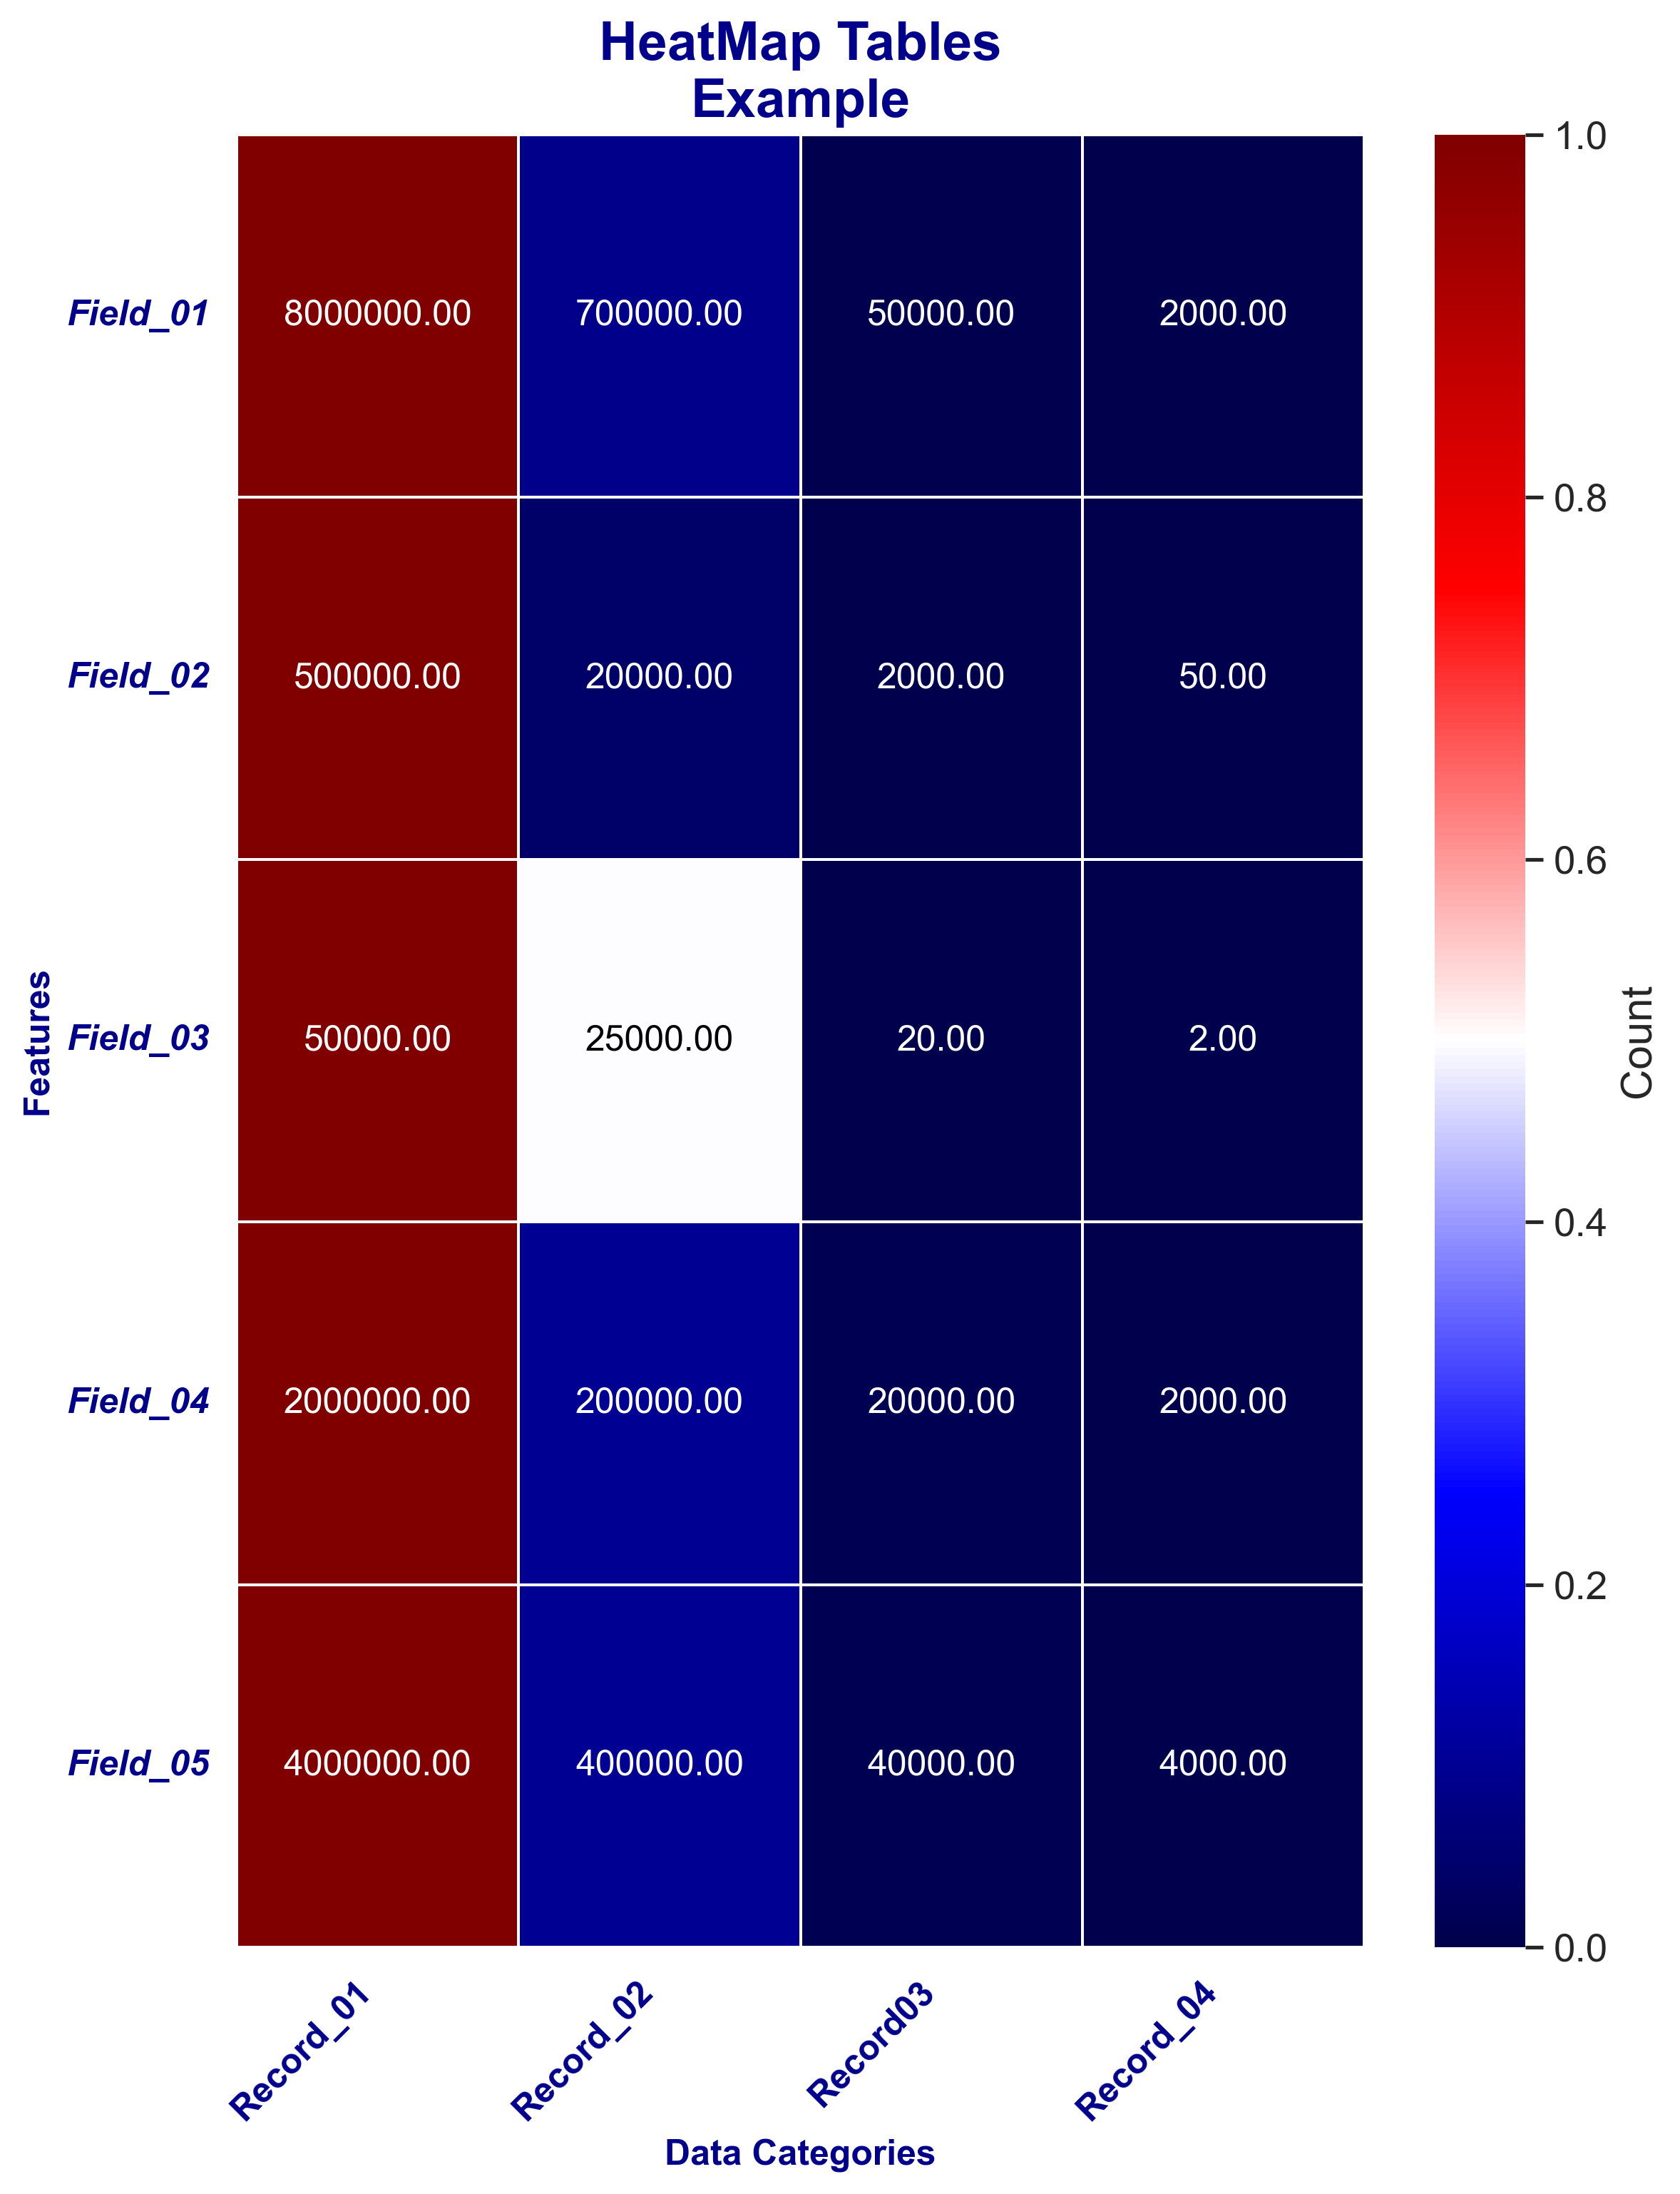 HeatMap Tables
Example
Field_01 8000000.00 700000.00 50000.00 2000.00
Field_02 500000.00 20000.00 2000.00 50.00
Field_03 50000.00 25000.00 20.00 2.00
Field_04 2000000.00 200000.00 20000.00 2000.00
Field_05 4000000.00 400000.00 40000.00 4000.00
Features
Record_01 Record_02 Record03 Record_04
Data Categories
1.0
0.8
0.6
0.4
0.2
0.0
Count